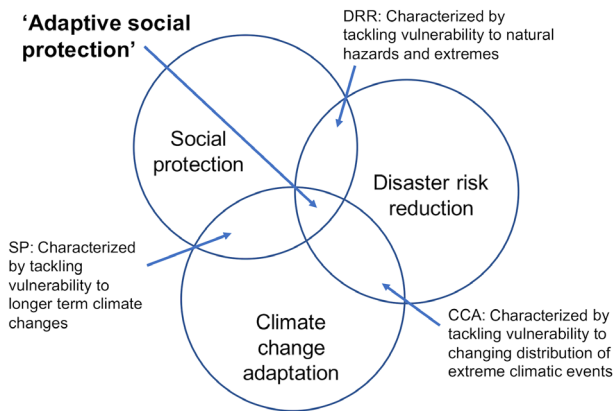 ‘Adaptive social
protection’
DRR: Characterized by
tackling vulnerability to natural
hazards and extremes
Social
protection
Disaster risk
reduction
SP: Characterized
by tackling
vulnerability to
longer term climate
changes
Climate
change
adaptation
CCA: Characterized by
tackling vulnerability to
changing distribution of
extreme climatic events